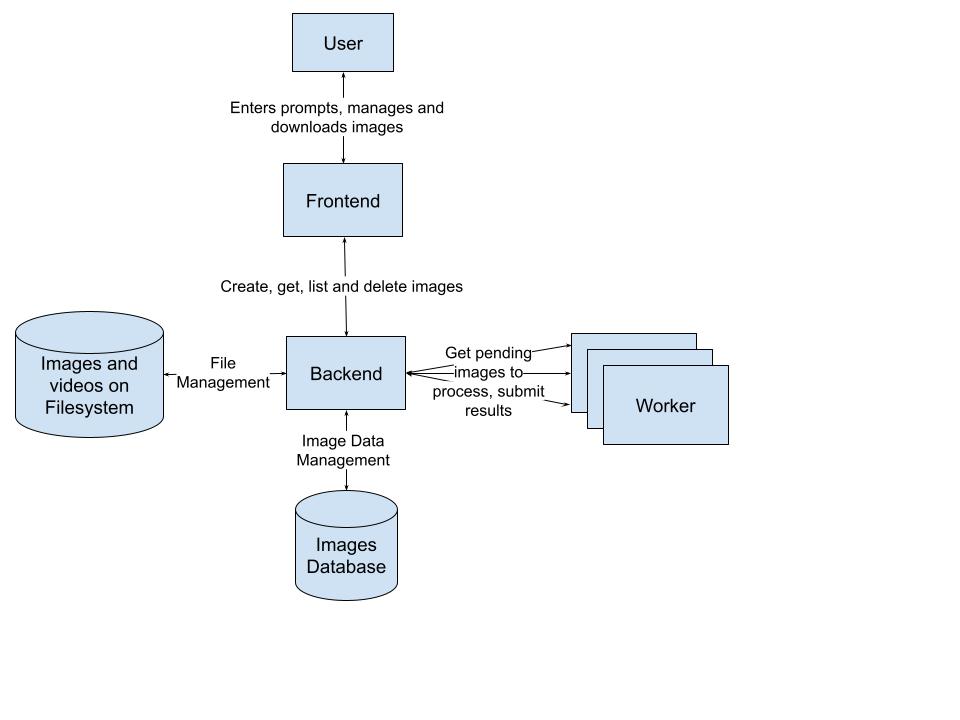 User
Enters prompts, manages and
downloads images
Frontend
Create, get, list and delete images
Images and
videos on
Filesystem
File
Management
Backend
Get pending
images to
process, submit
results
Worker
Image Data
Management
Images
Database